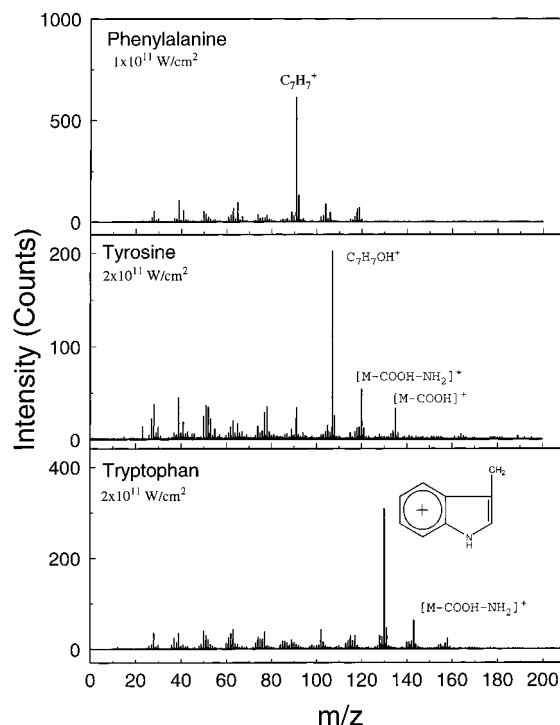 Phenylalanine
1x10¹¹ W/cm²
C₇H₇⁺
1000
500
0
Tyrosine
2x10¹¹ W/cm²
C₇H₇OH⁺
[M-COOH-NH₂]⁺
[M-COOH]⁺
200
100
0
Tryptophan
2x10¹¹ W/cm²
CH₂
+
N
H
[M-COOH-NH₂]⁺
400
200
0
0 20 40 60 80 100 120 140 160 180 200
m/z
Intensity (Counts)